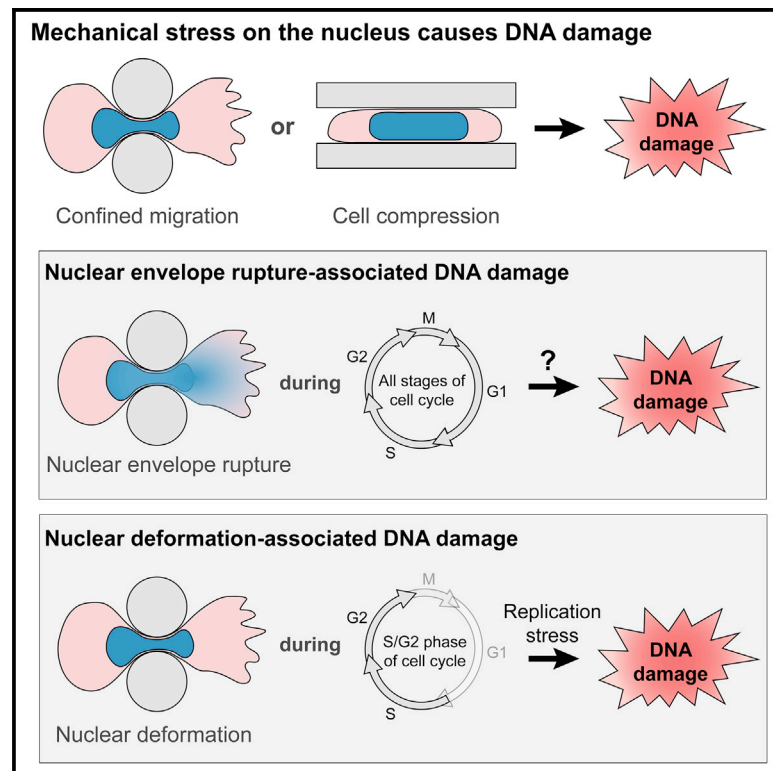 Mechanical stress on the nucleus causes DNA damage
or
DNA
damage
Confined migration
Cell compression
Nuclear envelope rupture-associated DNA damage
M
G2
?
during
All stages of
cell cycle
G1
DNA
damage
S
Nuclear envelope rupture
Nuclear deformation-associated DNA damage
M
G2
Replication
stress
during
S/G2 phase
of cell cycle
G1
DNA
damage
S
Nuclear deformation